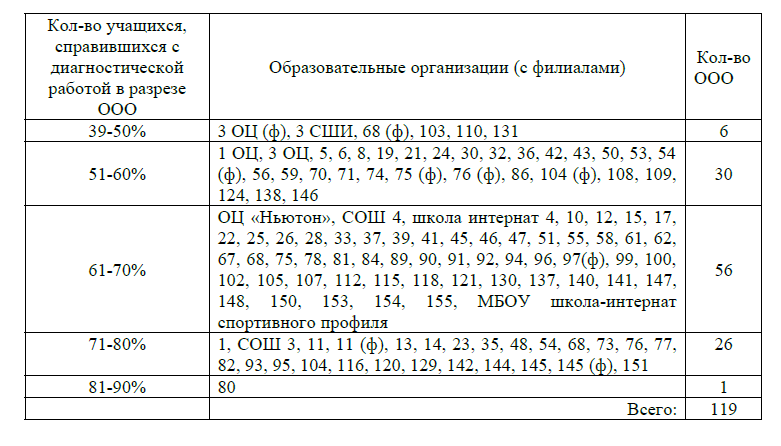 Кол-во учащихся,
справившихся с
диагностической
работой в разрезе
ООО
Образовательные организации (с филиалами)
Кол-во
ООО
39-50%
3 ОЦ (ф), 3 СШИ, 68 (ф), 103, 110, 131
6
51-60%
1 ОЦ, 3 ОЦ, 5, 6, 8, 19, 21, 24, 30, 32, 36, 42, 43, 50, 53, 54
(ф), 56, 59, 70, 71, 74, 75 (ф), 76 (ф), 86, 104 (ф), 108, 109,
124, 138, 146
30
61-70%
ОЦ «Ньютон», СОШ 4, школа интернат 4, 10, 12, 15, 17,
22, 25, 26, 28, 33, 37, 39, 41, 45, 46, 47, 51, 55, 58, 61, 62,
67, 68, 75, 78, 81, 84, 89, 90, 91, 92, 94, 96, 97(ф), 99, 100,
102, 105, 107, 112, 115, 118, 121, 130, 137, 140, 141, 147,
148, 150, 153, 154, 155, МБОУ школа-интернат
спортивного профиля
56
71-80%
1, СОШ 3, 11, 11 (ф), 13, 14, 23, 35, 48, 54, 68, 73, 76, 77,
82, 93, 95, 104, 116, 120, 129, 142, 144, 145, 145 (ф), 151
26
81-90%
80
1
Всего:
119